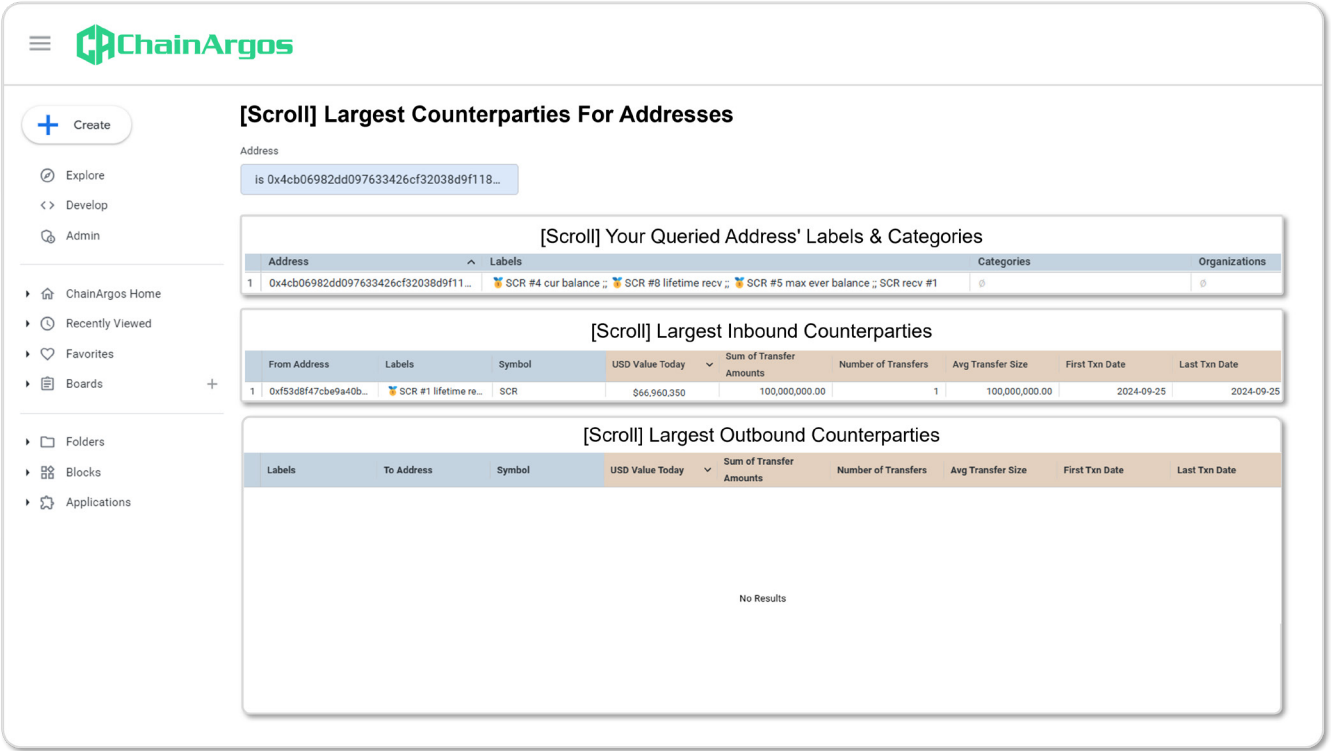 ChainArgos
[Scroll] Largest Counterparties For Addresses
Create
Address
is 0x4cb06982dd097633426cf32038d9f118...
Explore
Develop
Admin
[Scroll] Your Queried Address' Labels & Categories
Address Labels Categories Organizations
1 0x4cb06982dd097633426cf32038d9f11... 🏅SCR #4 cur balance ;; 🏅SCR #8 lifetime recv ;; 🏅SCR #5 max ever balance ;; SCR recv #1 ∅ ∅
ChainArgos Home
Recently Viewed
Favorites
Boards
[Scroll] Largest Inbound Counterparties
From Address Labels Symbol USD Value Today Sum of Transfer Amounts Number of Transfers Avg Transfer Size First Txn Date Last Txn Date
1 0xf53d8f47cbe9a40b... 🏅SCR #1 lifetime re... SCR $66,960,350 100,000,000.00 1 100,000,000.00 2024-09-25 2024-09-25
Folders
Blocks
Applications
[Scroll] Largest Outbound Counterparties
Labels To Address Symbol USD Value Today Sum of Transfer Amounts Number of Transfers Avg Transfer Size First Txn Date Last Txn Date
No Results